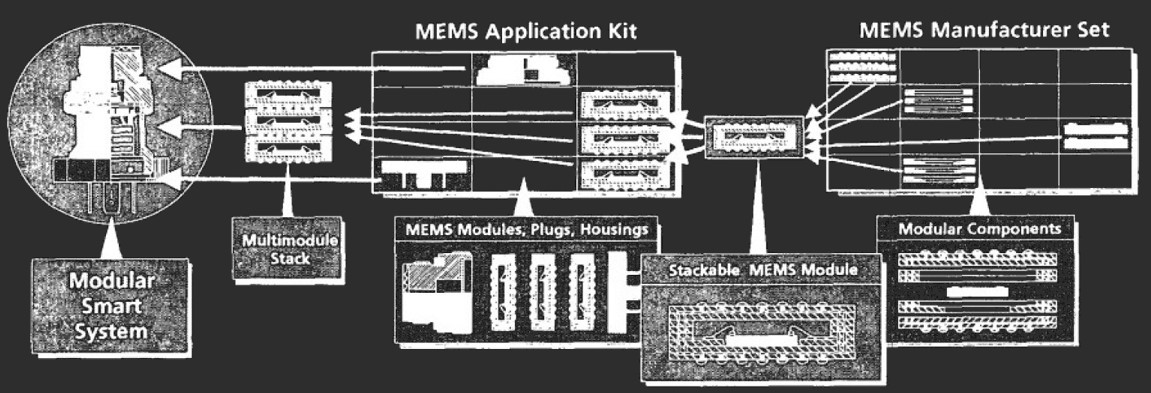 MEMS Application Kit
MEMS Manufacturer Set
Multimodule
Stack
MEMS Modules, Plugs, Housings
Modular Components
Stackable MEMS Module
Modular
Smart
System